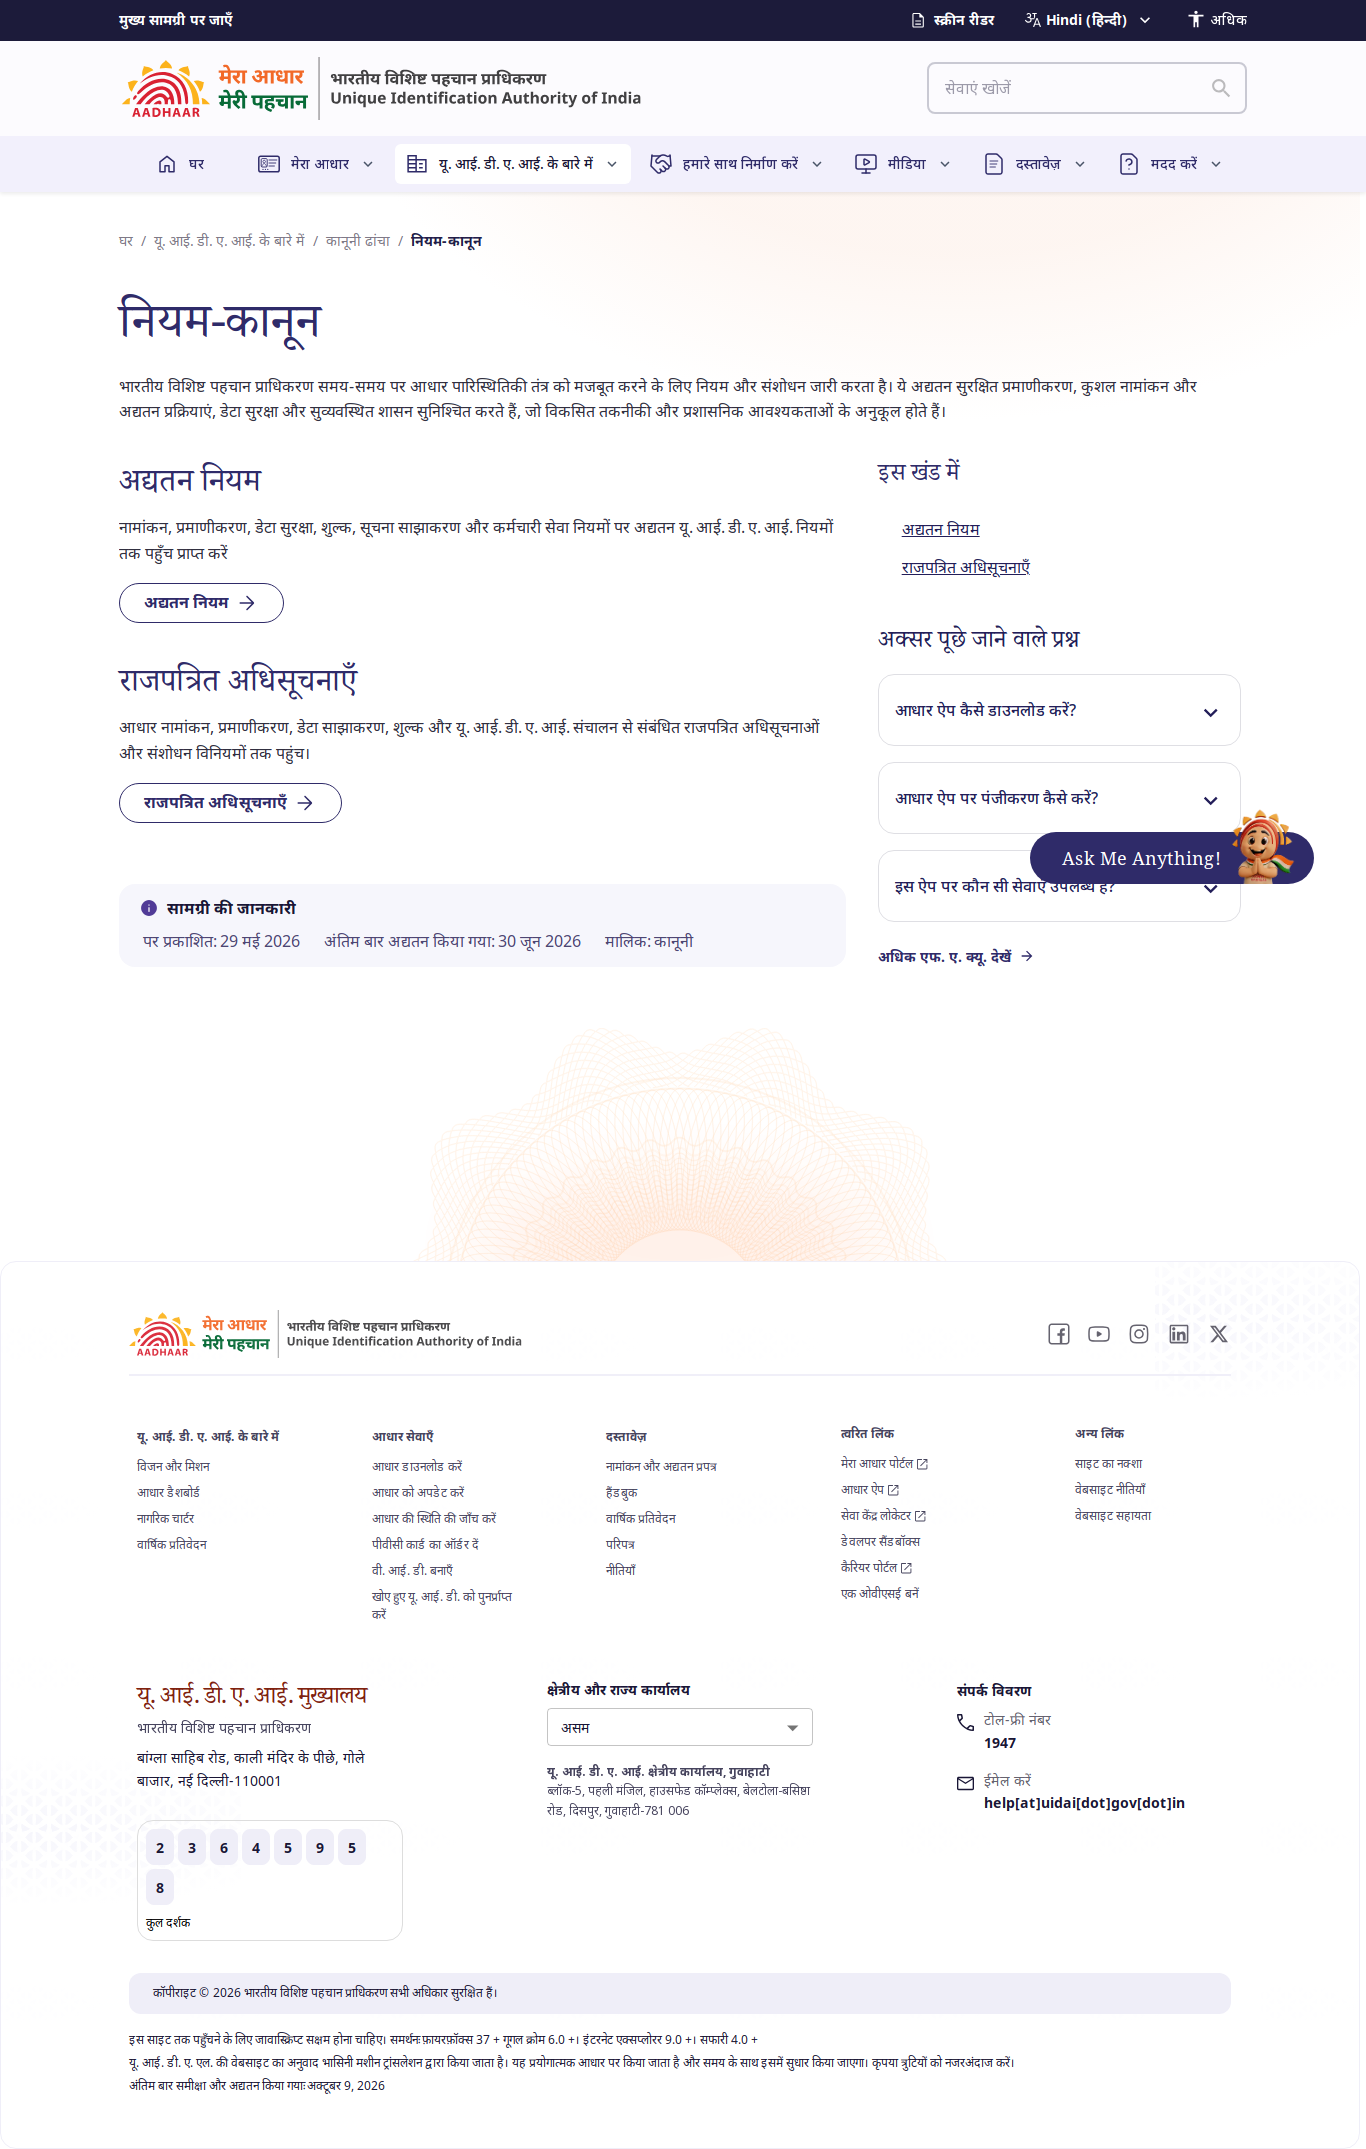 मुख्य सामग्री पर जाएँ
स्क्रीन रीडर
Hindi (हिन्दी)
अधिक
AADHAAR
मेरा आधार
मेरी पहचान
भारतीय विशिष्ट पहचान प्राधिकरण
Unique Identification Authority of India
सेवाएं खोजें
घर
मेरा आधार
यू. आई. डी. ए. आई. के बारे में
हमारे साथ निर्माण करें
मीडिया
दस्तावेज़
मदद करें
घर / यू. आई. डी. ए. आई. के बारे में / कानूनी ढांचा / नियम-कानून
नियम-कानून
भारतीय विशिष्ट पहचान प्राधिकरण समय-समय पर आधार पारिस्थितिकी तंत्र को मजबूत करने के लिए नियम और संशोधन जारी करता है। ये अद्यतन सुरक्षित प्रमाणीकरण, कुशल नामांकन और
अद्यतन प्रक्रियाएं, डेटा सुरक्षा और सुव्यवस्थित शासन सुनिश्चित करते हैं, जो विकसित तकनीकी और प्रशासनिक आवश्यकताओं के अनुकूल होते हैं।
अद्यतन नियम
नामांकन, प्रमाणीकरण, डेटा सुरक्षा, शुल्क, सूचना साझाकरण और कर्मचारी सेवा नियमों पर अद्यतन यू. आई. डी. ए. आई. नियमों
तक पहुँच प्राप्त करें
अद्यतन नियम
राजपत्रित अधिसूचनाएँ
आधार नामांकन, प्रमाणीकरण, डेटा साझाकरण, शुल्क और यू. आई. डी. ए. आई. संचालन से संबंधित राजपत्रित अधिसूचनाओं
और संशोधन विनियमों तक पहुंच।
राजपत्रित अधिसूचनाएँ
सामग्री की जानकारी
पर प्रकाशित: 29 मई 2026
अंतिम बार अद्यतन किया गया: 30 जून 2026
मालिक: कानूनी
इस खंड में
अद्यतन नियम
राजपत्रित अधिसूचनाएँ
अक्सर पूछे जाने वाले प्रश्न
आधार ऐप कैसे डाउनलोड करें?
आधार ऐप पर पंजीकरण कैसे करें?
Ask Me Anything!
इस ऐप पर कौन सी सेवाएँ उपलब्ध हैं?
अधिक एफ. ए. क्यू. देखें
AADHAAR
मेरा आधार
मेरी पहचान
भारतीय विशिष्ट पहचान प्राधिकरण
Unique Identification Authority of India
यू. आई. डी. ए. आई. के बारे में
विजन और मिशन
आधार डैशबोर्ड
नागरिक चार्टर
वार्षिक प्रतिवेदन
आधार सेवाएँ
आधार डाउनलोड करें
आधार को अपडेट करें
आधार की स्थिति की जाँच करें
पीवीसी कार्ड का ऑर्डर दें
वी. आई. डी. बनाएँ
खोए हुए यू. आई. डी. को पुनर्प्राप्त
करें
दस्तावेज़
नामांकन और अद्यतन प्रपत्र
हैंडबुक
वार्षिक प्रतिवेदन
परिपत्र
नीतियाँ
त्वरित लिंक
मेरा आधार पोर्टल
आधार ऐप
सेवा केंद्र लोकेटर
डेवलपर सैंडबॉक्स
कैरियर पोर्टल
एक ओवीएसई बनें
अन्य लिंक
साइट का नक्शा
वेबसाइट नीतियाँ
वेबसाइट सहायता
यू. आई. डी. ए. आई. मुख्यालय
भारतीय विशिष्ट पहचान प्राधिकरण
बांग्ला साहिब रोड, काली मंदिर के पीछे, गोले
बाजार, नई दिल्ली-110001
2 3 6 4 5 9 5
8
कुल दर्शक
क्षेत्रीय और राज्य कार्यालय
असम
यू. आई. डी. ए. आई. क्षेत्रीय कार्यालय, गुवाहाटी
ब्लॉक-5, पहली मंजिल, हाउसफेड कॉम्प्लेक्स, बेलटोला-बसिष्ठा
रोड, दिसपुर, गुवाहाटी-781 006
संपर्क विवरण
टोल-फ्री नंबर
1947
ईमेल करें
help[at]uidai[dot]gov[dot]in
कॉपीराइट © 2026 भारतीय विशिष्ट पहचान प्राधिकरण सभी अधिकार सुरक्षित हैं।
इस साइट तक पहुँचने के लिए जावास्क्रिप्ट सक्षम होना चाहिए। समर्थनः फ़ायरफ़ॉक्स 37 + गूगल क्रोम 6.0 +। इंटरनेट एक्सप्लोरर 9.0 +। सफारी 4.0 +
यू. आई. डी. ए. एल. की वेबसाइट का अनुवाद भासिनी मशीन ट्रांसलेशन द्वारा किया जाता है। यह प्रयोगात्मक आधार पर किया जाता है और समय के साथ इसमें सुधार किया जाएगा। कृपया त्रुटियों को नजरअंदाज करें।
अंतिम बार समीक्षा और अद्यतन किया गयाः अक्टूबर 9, 2026